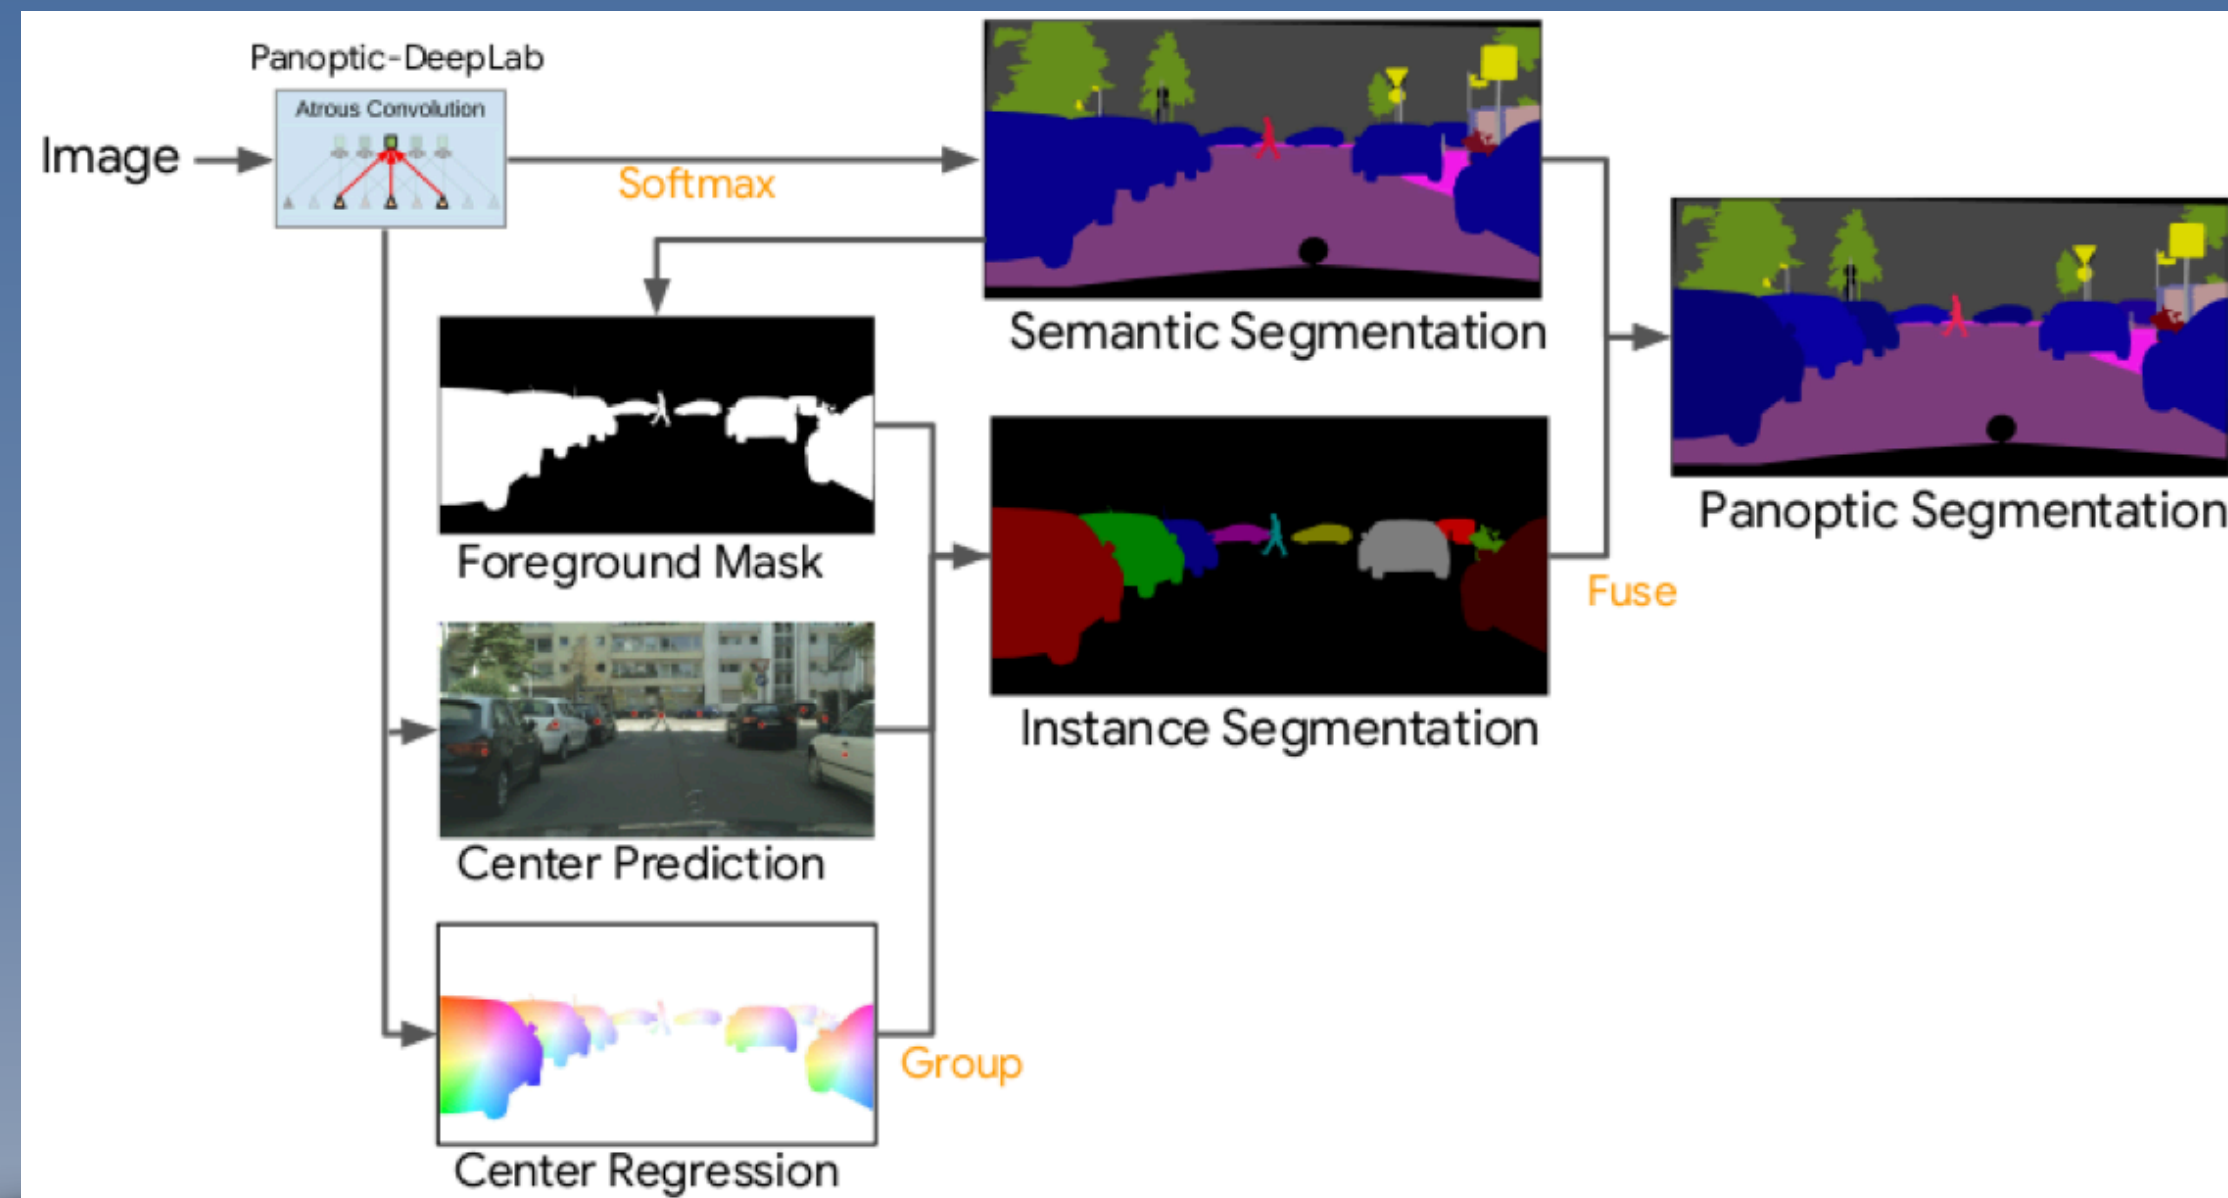 Panoptic-DeepLab
Atrous Convolution
Image
Softmax
Semantic Segmentation
Foreground Mask
Panoptic Segmentation
Fuse
Instance Segmentation
Center Prediction
Group
Center Regression